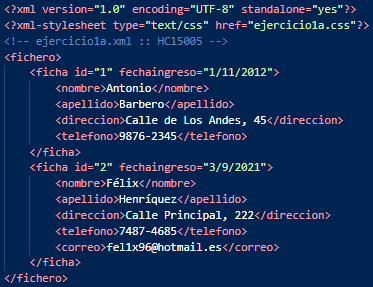 <?xml version="1.0" encoding="UTF-8" standalone="yes"?>
<?xml-stylesheet type="text/css" href="ejercicio1a.css"?>
<!-- ejercicio1a.xml :: HC15005 -->
<fichero>
    <ficha id="1" fechaingreso="1/11/2012">
        <nombre>Antonio</nombre>
        <apellido>Barbero</apellido>
        <direccion>Calle de Los Andes, 45</direccion>
        <telefono>9876-2345</telefono>
    </ficha>
    <ficha id="2" fechaingreso="3/9/2021">
        <nombre>Félix</nombre>
        <apellido>Henríquez</apellido>
        <direccion>Calle Principal, 222</direccion>
        <telefono>7487-4685</telefono>
        <correo>fel1x96@hotmail.es</correo>
    </ficha>
</fichero>